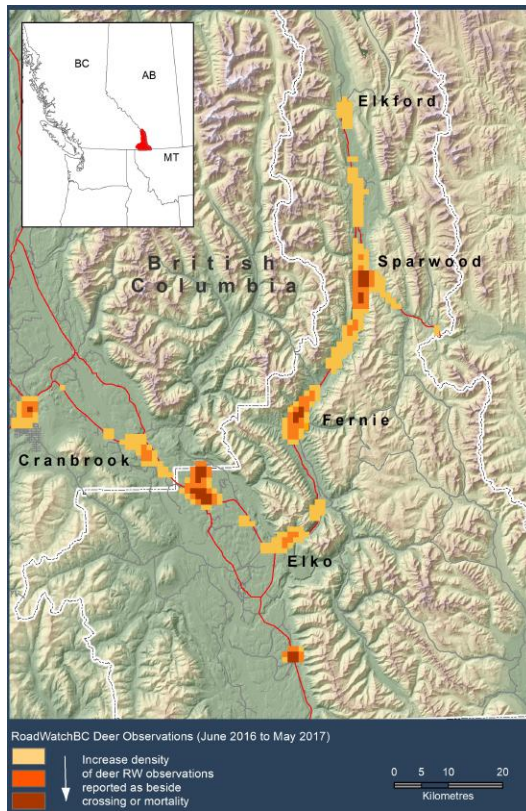 BC
AB
MT
Elkford
Sparwood
British
Columbia
Fernie
Cranbrook
Elko
RoadWatchBC Deer Observations (June 2016 to May 2017)
Increase density
of deer RW observations
reported as beside
crossing or mortality
0 5 10 20
Kilometres